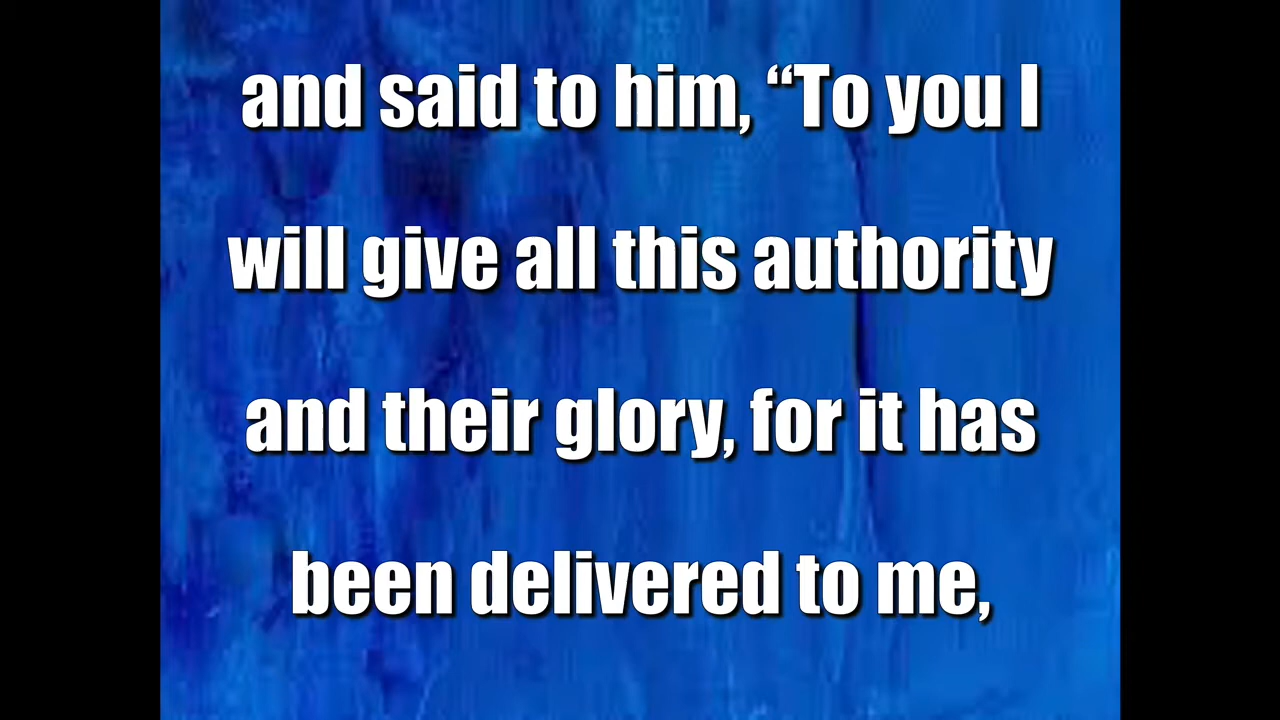 and said to him, “To you I
will give all this authority
and their glory, for it has
been delivered to me,